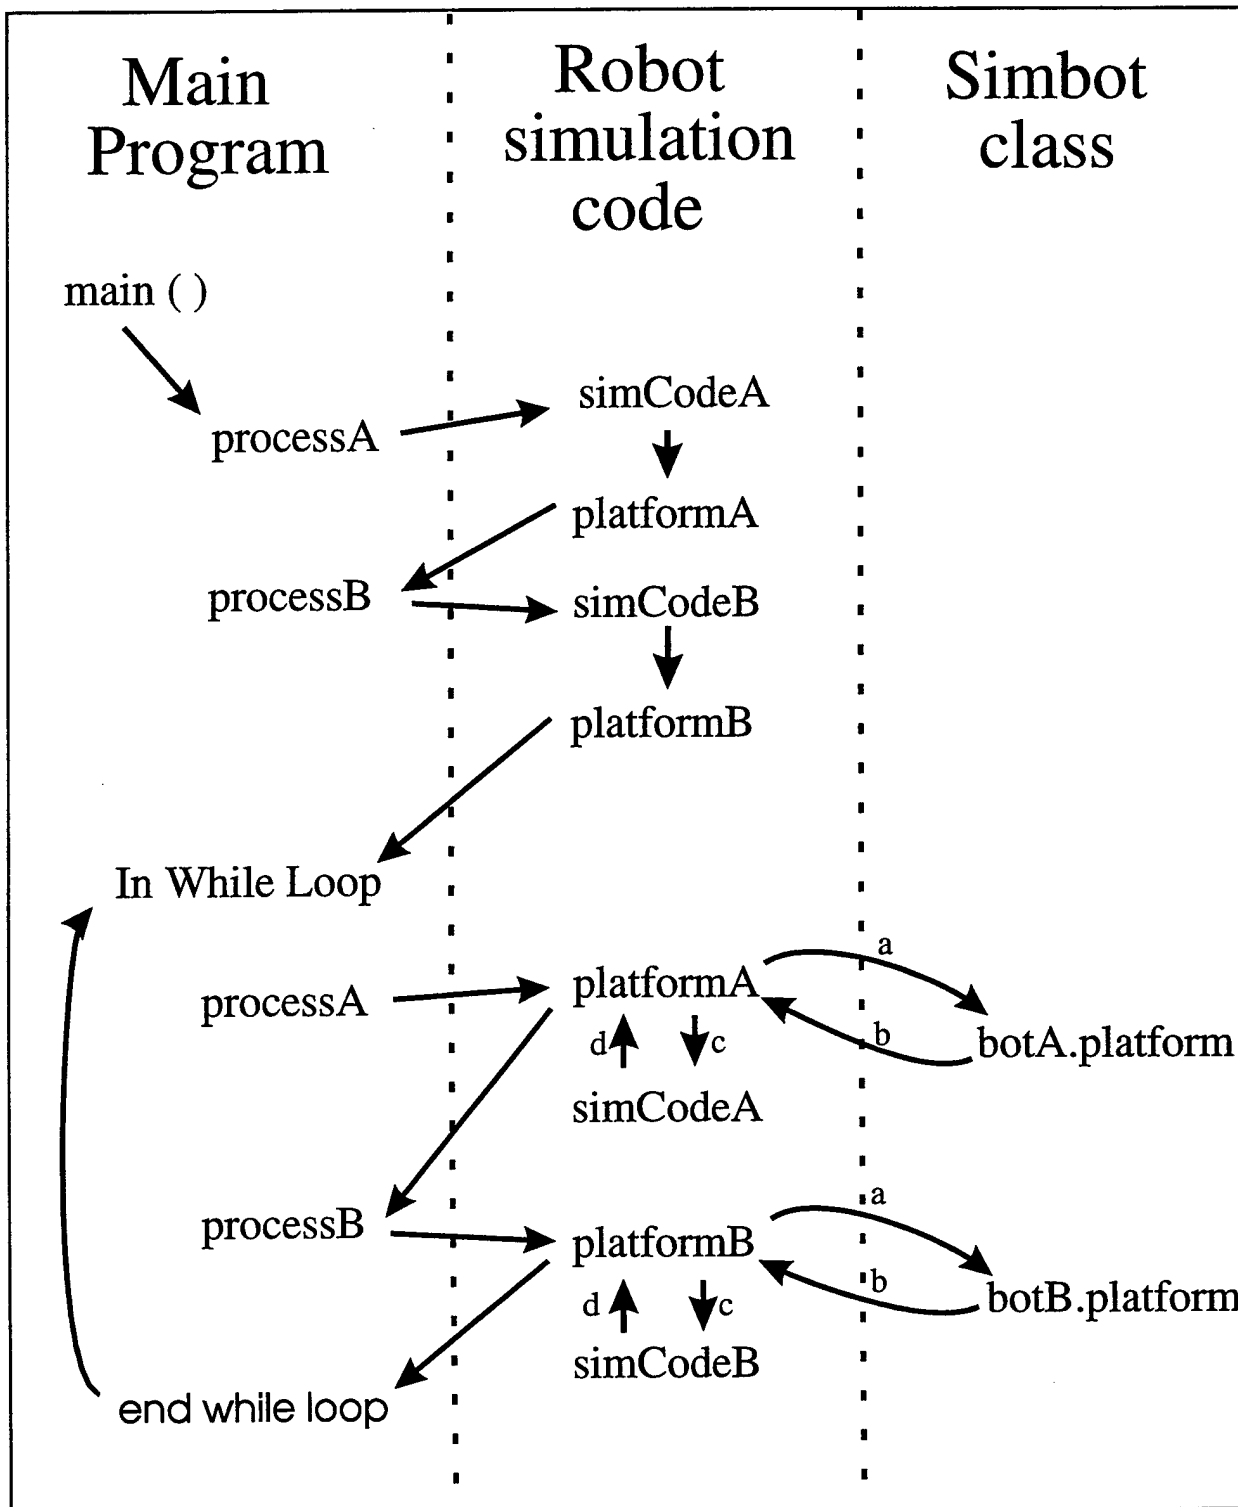 Main
Program
Robot
simulation
code
Simbot
class
main ( )
simCodeA
processA
platformA
processB
simCodeB
platformB
In While Loop
a
platformA
processA
b
botA.platform
d
c
simCodeA
a
processB
platformB
b
botB.platform
d
c
simCodeB
end while loop